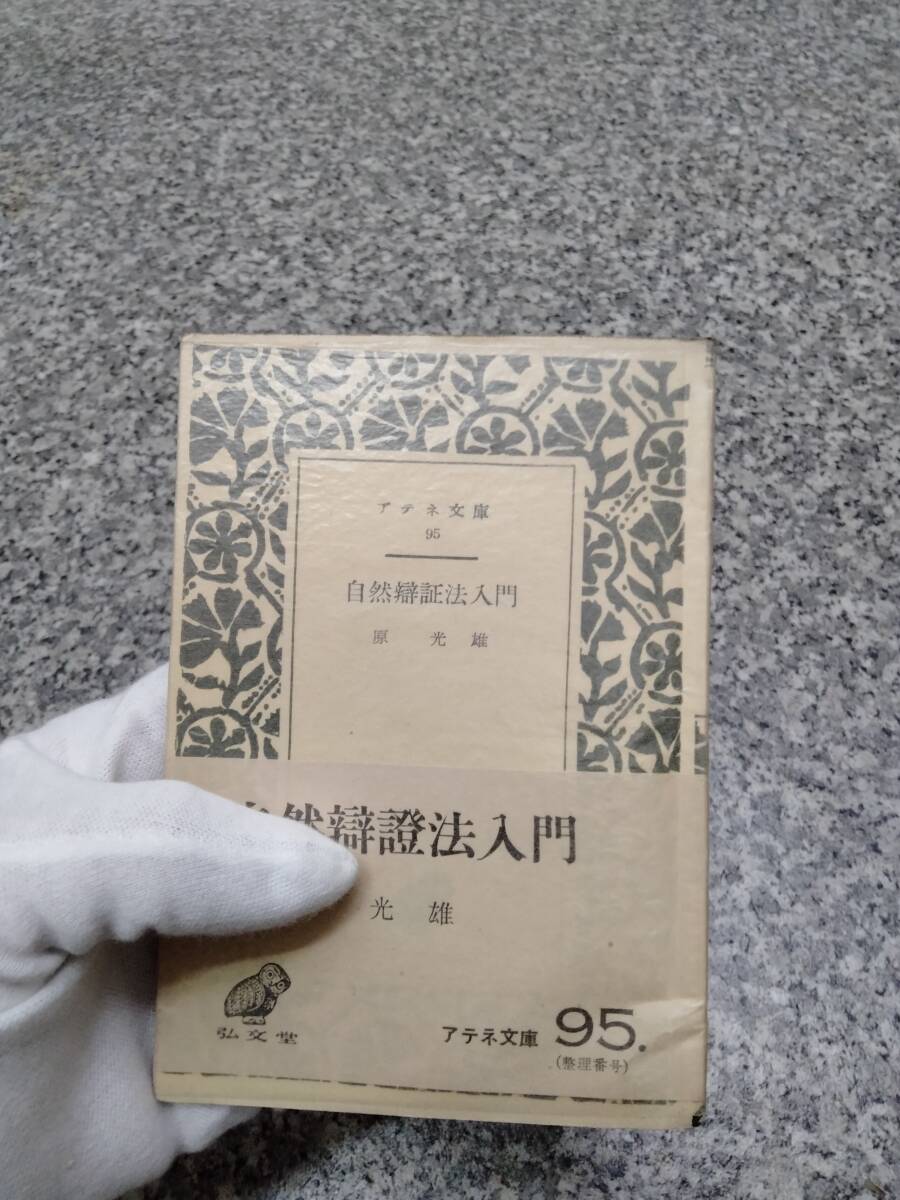 アテネ文庫
95
自然辯証法入門
原 光雄
然辯證法入門
光雄
弘文堂
アテネ文庫 95.
(整理番号)